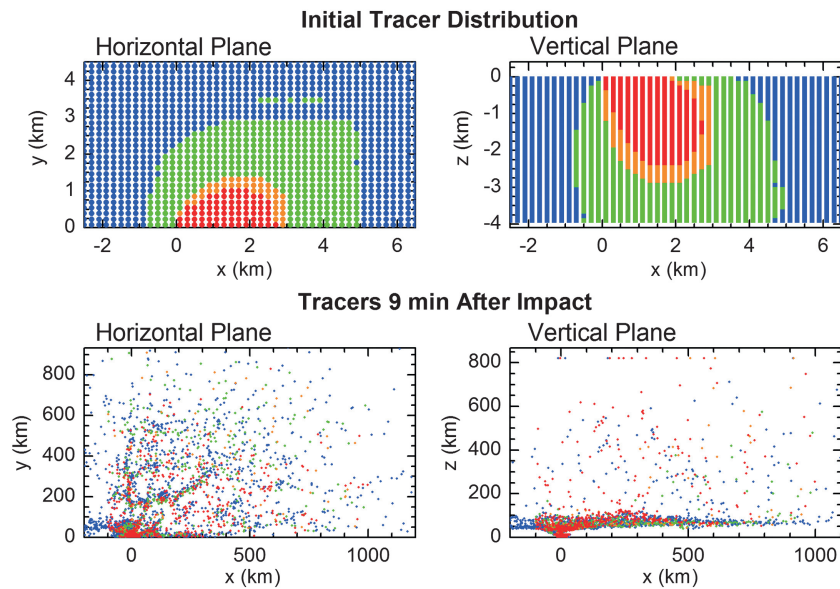 Initial Tracer Distribution
Horizontal Plane
Vertical Plane
4
3
2
1
0
y (km)
-2 0 2 4 6
x (km)
0
-1
-2
-3
-4
z (km)
-2 0 2 4 6
x (km)
Tracers 9 min After Impact
Horizontal Plane
Vertical Plane
800
600
400
200
0
y (km)
0 500 1000
x (km)
800
600
400
200
0
z (km)
0 500 1000
x (km)